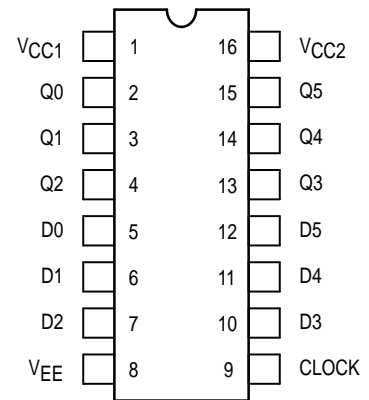 VCC1 1 16 VCC2
Q0 2 15 Q5
Q1 3 14 Q4
Q2 4 13 Q3
D0 5 12 D5
D1 6 11 D4
D2 7 10 D3
VEE 8 9 CLOCK